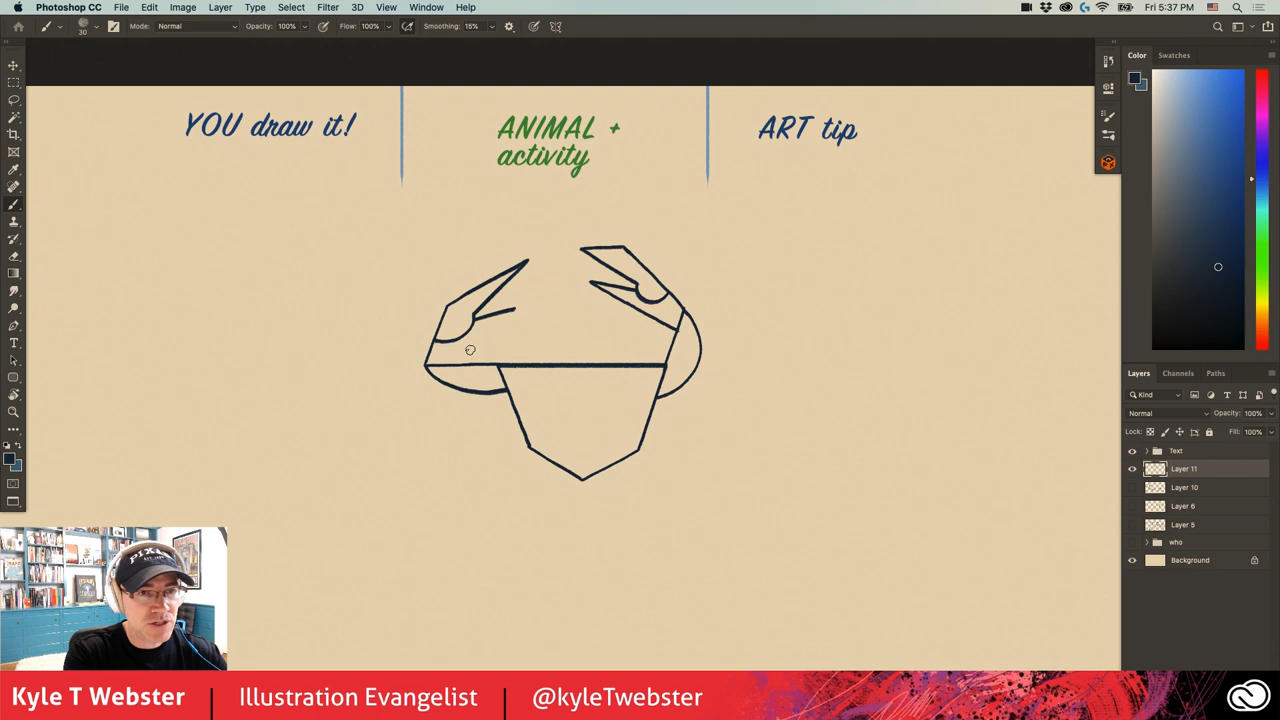 Photoshop CC File Edit Image Layer Type Select Filter 3D View Window Help Fri 5:37 PM
30 Mode: Normal Opacity: 100% Flow: 100% Smoothing: 15%
Color Swatches
YOU draw it!
ANIMAL +
activity
ART tip
Layers Channels Paths
Kind
Normal Opacity: 100%
Lock: Fill: 100%
Text
Layer 11
Layer 10
Layer 6
Layer 5
who
Background
PIXAR
Kyle T Webster | Illustration Evangelist | @kyleTwebster